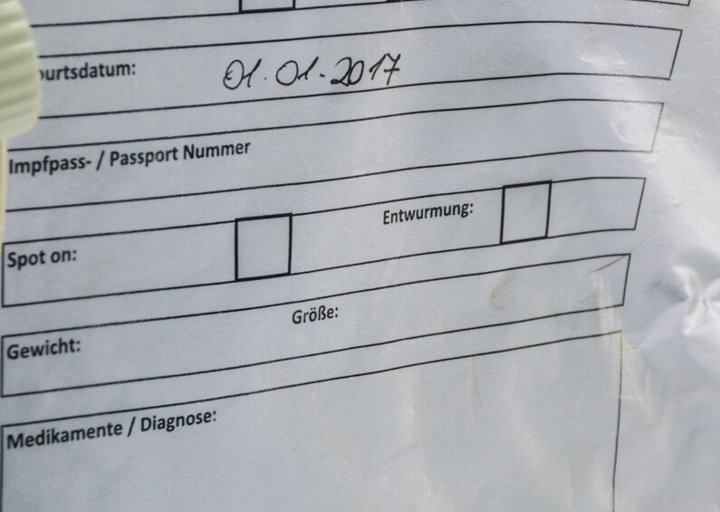 urtsdatum: 01.01.2017
Impfpass- / Passport Nummer
Spot on: Entwurmung:
Gewicht: Größe:
Medikamente / Diagnose: